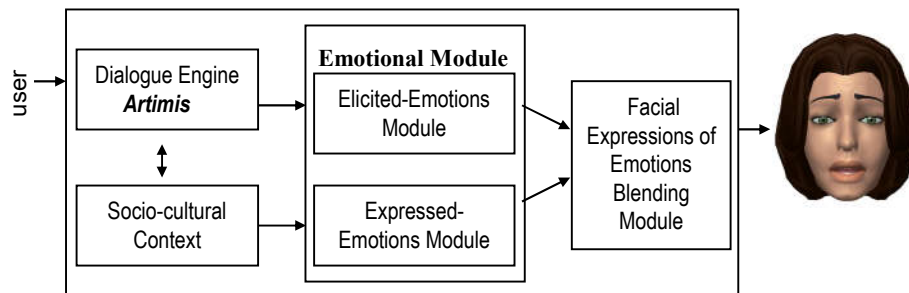 user
Dialogue Engine
Artimis
Socio-cultural
Context
Emotional Module
Elicited-Emotions
Module
Expressed-
Emotions Module
Facial
Expressions of
Emotions
Blending
Module